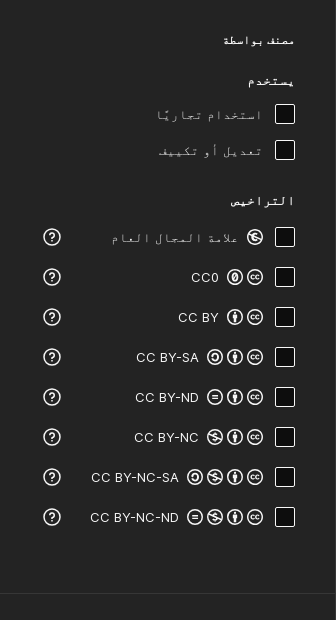 مصنف بواسطة
يستخدم
استخدام تجاريًا
تعديل أو تكييف
التراخيص
علامة المجال العام
CC0
CC BY
CC BY-SA
CC BY-ND
CC BY-NC
CC BY-NC-SA
CC BY-NC-ND